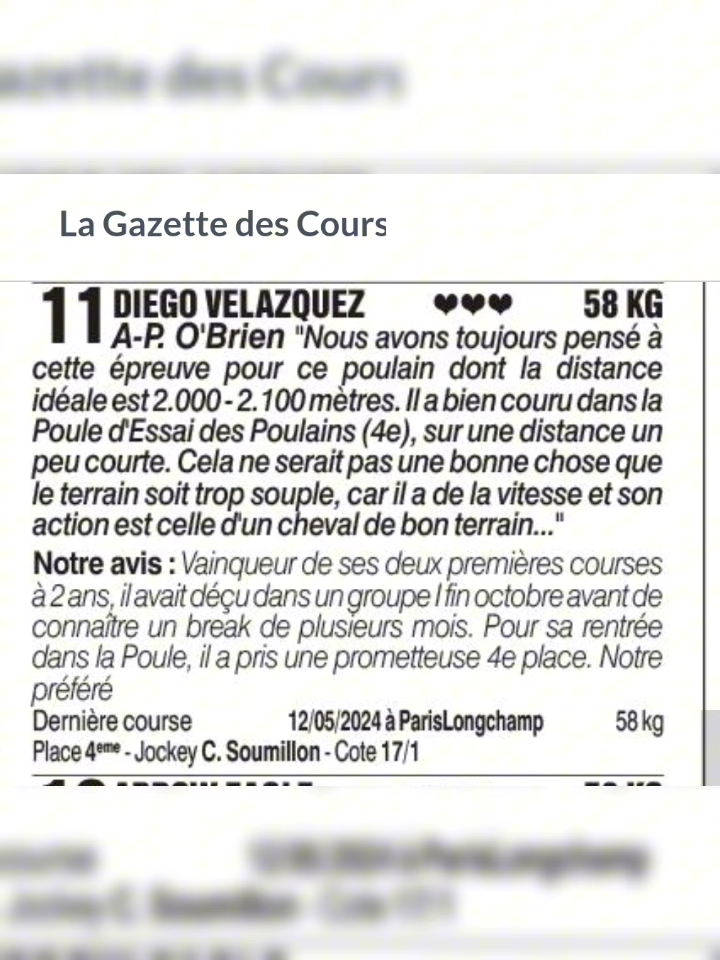 La Gazette des Cours
11 DIEGO VELAZQUEZ ♥♥♥ 58 KG
A-P. O'Brien "Nous avons toujours pensé à
cette épreuve pour ce poulain dont la distance
idéale est 2.000 - 2.100 mètres. Il a bien couru dans la
Poule d'Essai des Poulains (4e), sur une distance un
peu courte. Cela ne serait pas une bonne chose que
le terrain soit trop souple, car il a de la vitesse et son
action est celle d'un cheval de bon terrain..."
Notre avis : Vainqueur de ses deux premières courses
à 2 ans, il avait déçu dans un groupe I fin octobre avant de
connaître un break de plusieurs mois. Pour sa rentrée
dans la Poule, il a pris une prometteuse 4e place. Notre
préféré
Dernière course 12/05/2024 à ParisLongchamp 58 kg
Place 4eme - Jockey C. Soumillon - Cote 17/1